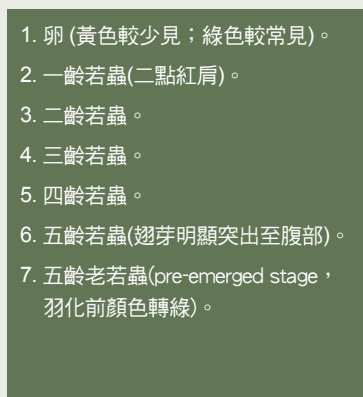 1. 卵 (黃色較少見；綠色較常見)。
2. 一齡若蟲(二點紅肩)。
3. 二齡若蟲。
4. 三齡若蟲。
5. 四齡若蟲。
6. 五齡若蟲(翅芽明顯突出至腹部)。
7. 五齡老若蟲(pre-emerged stage，
羽化前顏色轉綠)。